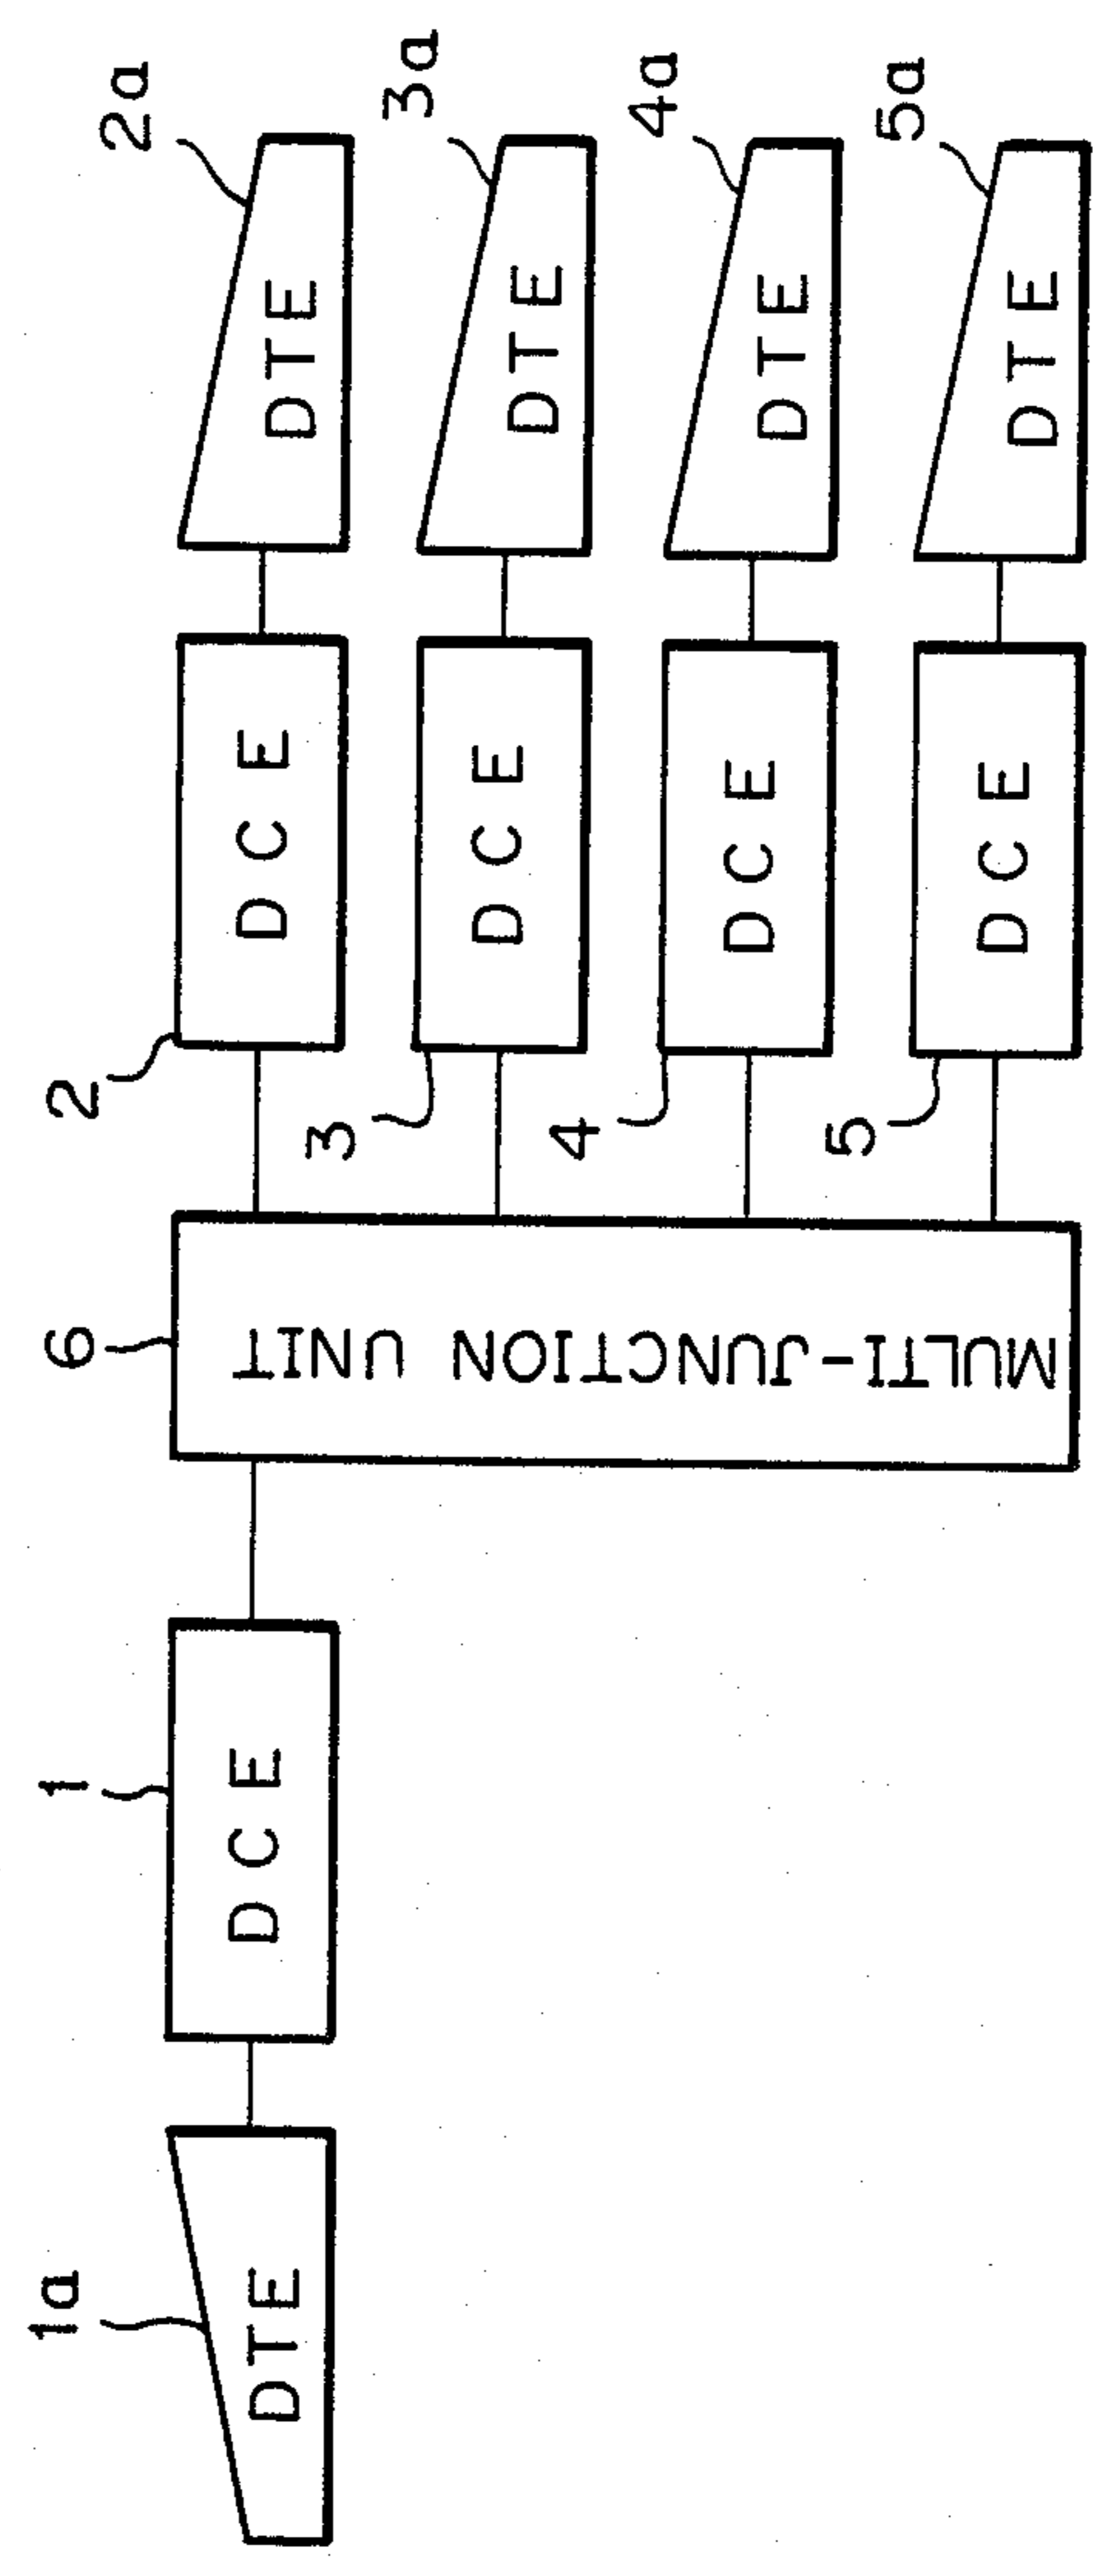 1a
DTE
1
DCE
6
MULTI-JUNCTION UNIT
2
DCE
2a
DTE
3
DCE
3a
DTE
4
DCE
4a
DTE
5
DCE
5a
DTE